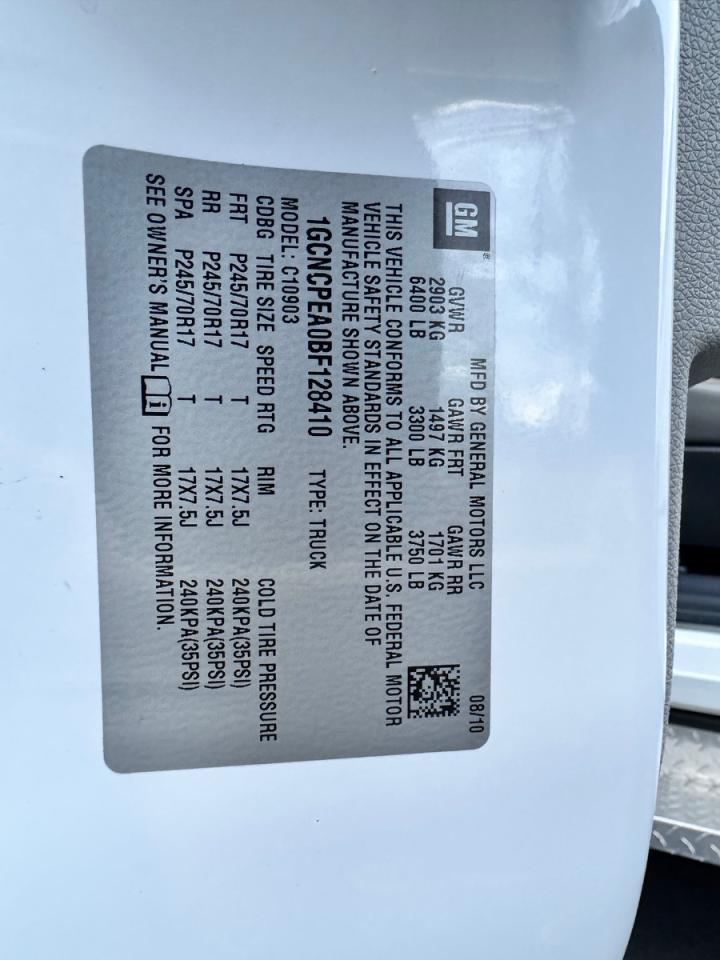 GM®
MFD BY GENERAL MOTORS LLC 08/10
GVWR GAWR FRT GAWR RR
2903 KG 1497 KG 1701 KG
6400 LB 3300 LB 3750 LB
THIS VEHICLE CONFORMS TO ALL APPLICABLE U.S. FEDERAL MOTOR
VEHICLE SAFETY STANDARDS IN EFFECT ON THE DATE OF
MANUFACTURE SHOWN ABOVE.
1GCNCPEA0BF128410 TYPE: TRUCK
MODEL: C10903
CDBG TIRE SIZE SPEED RTG RIM COLD TIRE PRESSURE
FRT P245/70R17 T 17X7.5J 240KPA(35PSI)
RR P245/70R17 T 17X7.5J 240KPA(35PSI)
SPA P245/70R17 T 17X7.5J 240KPA(35PSI)
SEE OWNER'S MANUAL i FOR MORE INFORMATION.